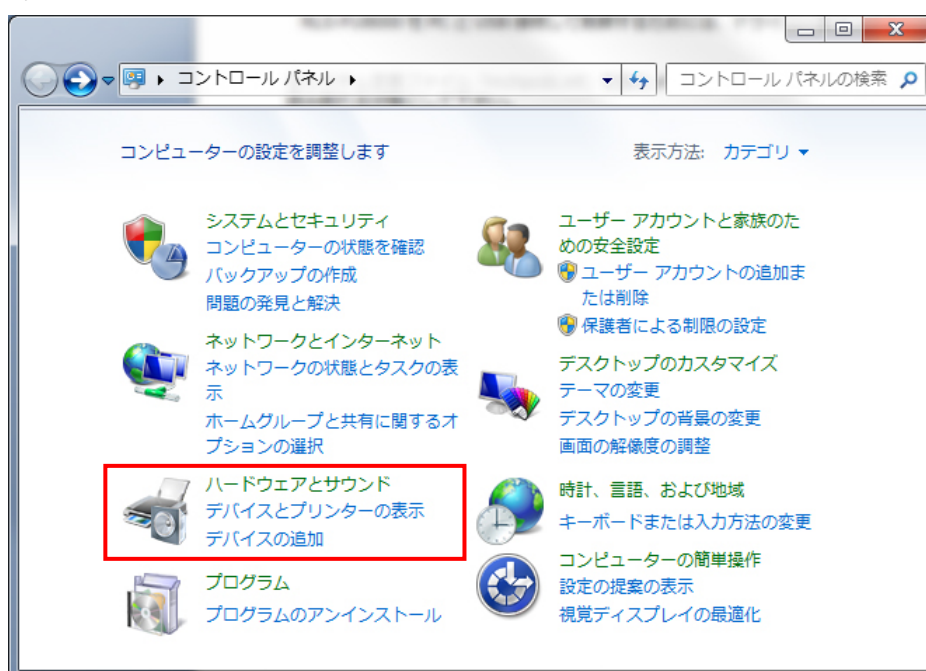 コントロール パネル
コントロール パネルの検索
コンピューターの設定を調整します
表示方法: カテゴリ
システムとセキュリティ
コンピューターの状態を確認
バックアップの作成
問題の発見と解決
ネットワークとインターネット
ネットワークの状態とタスクの表
示
ホームグループと共有に関するオ
プションの選択
ハードウェアとサウンド
デバイスとプリンターの表示
デバイスの追加
プログラム
プログラムのアンインストール
ユーザー アカウントと家族のた
めの安全設定
ユーザー アカウントの追加ま
たは削除
保護者による制限の設定
デスクトップのカスタマイズ
テーマの変更
デスクトップの背景の変更
画面の解像度の調整
時計、言語、および地域
キーボードまたは入力方法の変更
コンピューターの簡単操作
設定の提案の表示
視覚ディスプレイの最適化